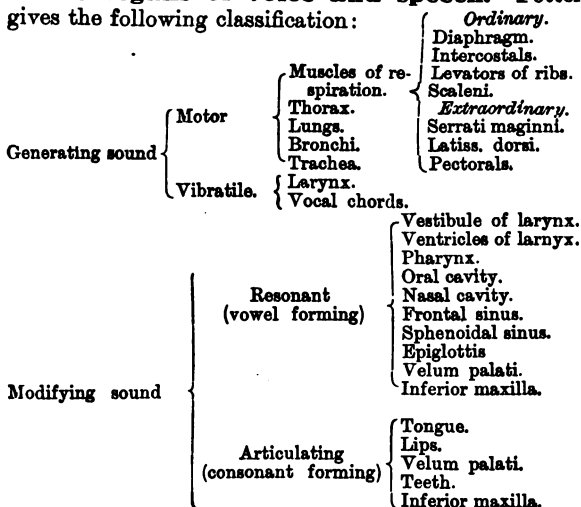 gives the following classification:
Ordinary.
Diaphragm.
Intercostals.
Muscles of re- Levators of ribs.
spiration. Scaleni.
Motor Thorax. Extraordinary.
Lungs. Serrati maginni.
Generating sound Bronchi. Latiss. dorsi.
Trachea. Pectorals.
Vibratile. Larynx.
Vocal chords.
Vestibule of larynx.
Ventricles of larnyx.
Pharynx.
Oral cavity.
Resonant Nasal cavity.
(vowel forming) Frontal sinus.
Sphenoidal sinus.
Epiglottis
Velum palati.
Modifying sound Inferior maxilla.
Tongue.
Articulating Lips.
(consonant forming) Velum palati.
Teeth.
Inferior maxilla.